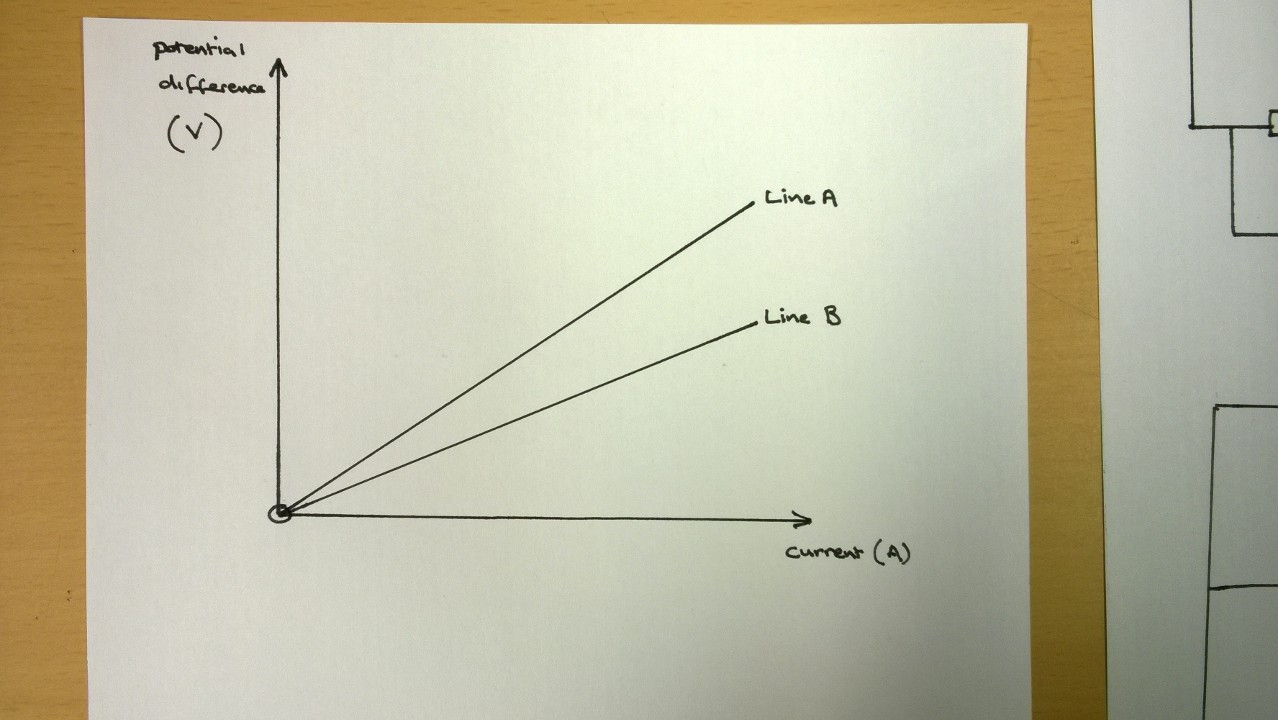 potential
difference
(V)
Line A
Line B
current (A)